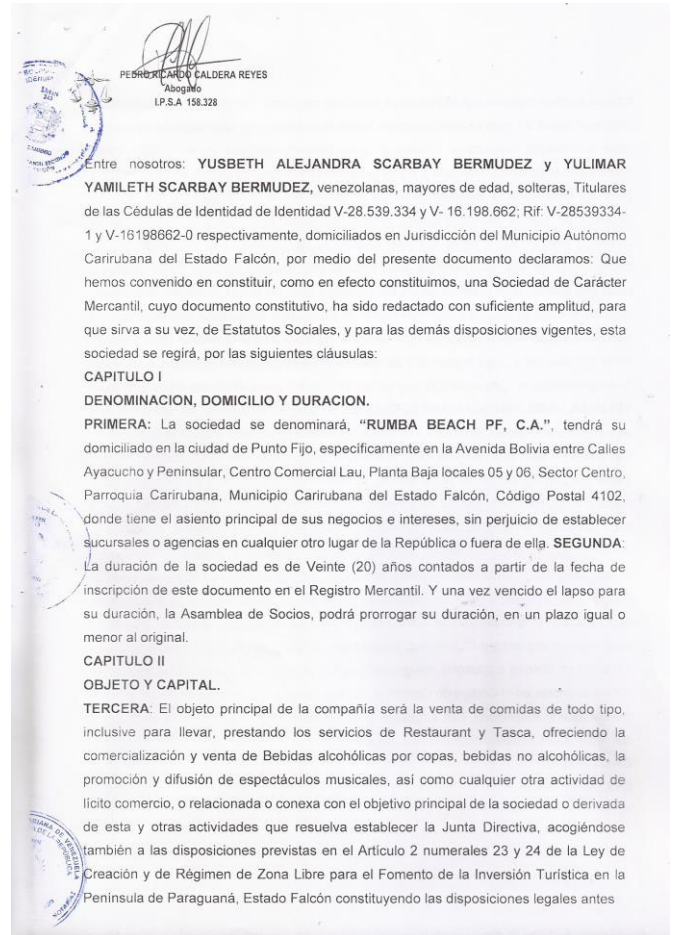 PEDRO RICARDO CALDERA REYES
Abogado
I.P.S.A 158.328
Entre nosotros: YUSBETH ALEJANDRA SCARBAY BERMUDEZ y YULIMAR
YAMILETH SCARBAY BERMUDEZ, venezolanas, mayores de edad, solteras, Titulares
de las Cédulas de Identidad de Identidad V-28.539.334 y V- 16.198.662; Rif: V-28539334-
1 y V-16198662-0 respectivamente, domiciliados en Jurisdicción del Municipio Autónomo
Carirubana del Estado Falcón, por medio del presente documento declaramos: Que
hemos convenido en constituir, como en efecto constituimos, una Sociedad de Carácter
Mercantil, cuyo documento constitutivo, ha sido redactado con suficiente amplitud, para
que sirva a su vez, de Estatutos Sociales, y para las demás disposiciones vigentes, esta
sociedad se regirá, por las siguientes cláusulas:
CAPITULO I
DENOMINACION, DOMICILIO Y DURACION.
PRIMERA: La sociedad se denominará, “RUMBA BEACH PF, C.A.”, tendrá su
domiciliado en la ciudad de Punto Fijo, específicamente en la Avenida Bolivia entre Calles
Ayacucho y Peninsular, Centro Comercial Lau, Planta Baja locales 05 y 06, Sector Centro,
Parroquia Carirubana, Municipio Carirubana del Estado Falcón, Código Postal 4102,
donde tiene el asiento principal de sus negocios e intereses, sin perjuicio de establecer
sucursales o agencias en cualquier otro lugar de la República o fuera de ella. SEGUNDA:
La duración de la sociedad es de Veinte (20) años contados a partir de la fecha de
inscripción de este documento en el Registro Mercantil. Y una vez vencido el lapso para
su duración, la Asamblea de Socios, podrá prorrogar su duración, en un plazo igual o
menor al original.
CAPITULO II
OBJETO Y CAPITAL.
TERCERA: El objeto principal de la compañía será la venta de comidas de todo tipo,
inclusive para llevar, prestando los servicios de Restaurant y Tasca, ofreciendo la
comercialización y venta de Bebidas alcohólicas por copas, bebidas no alcohólicas, la
promoción y difusión de espectáculos musicales, así como cualquier otra actividad de
lícito comercio, o relacionada o conexa con el objetivo principal de la sociedad o derivada
de esta y otras actividades que resuelva establecer la Junta Directiva, acogiéndose
también a las disposiciones previstas en el Artículo 2 numerales 23 y 24 de la Ley de
Creación y de Régimen de Zona Libre para el Fomento de la Inversión Turística en la
Península de Paraguaná, Estado Falcón constituyendo las disposiciones legales antes